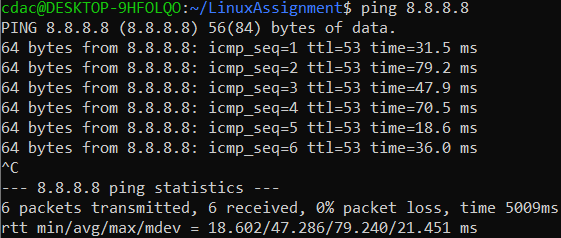 cdac@DESKTOP-9HFOLQO:~/LinuxAssignment$ ping 8.8.8.8
PING 8.8.8.8 (8.8.8.8) 56(84) bytes of data.
64 bytes from 8.8.8.8: icmp_seq=1 ttl=53 time=31.5 ms
64 bytes from 8.8.8.8: icmp_seq=2 ttl=53 time=79.2 ms
64 bytes from 8.8.8.8: icmp_seq=3 ttl=53 time=47.9 ms
64 bytes from 8.8.8.8: icmp_seq=4 ttl=53 time=70.5 ms
64 bytes from 8.8.8.8: icmp_seq=5 ttl=53 time=18.6 ms
64 bytes from 8.8.8.8: icmp_seq=6 ttl=53 time=36.0 ms
^C
--- 8.8.8.8 ping statistics ---
6 packets transmitted, 6 received, 0% packet loss, time 5009ms
rtt min/avg/max/mdev = 18.602/47.286/79.240/21.451 ms